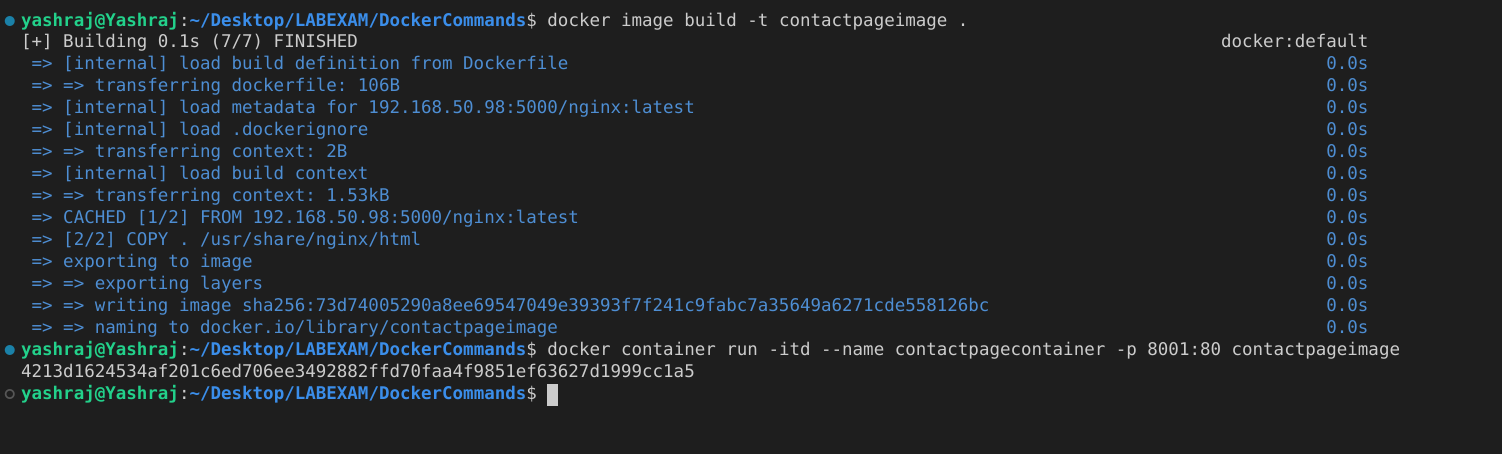 yashraj@Yashraj:~/Desktop/LABEXAM/DockerCommands$ docker image build -t contactpageimage .
[+] Building 0.1s (7/7) FINISHED docker:default
=> [internal] load build definition from Dockerfile 0.0s
=> => transferring dockerfile: 106B 0.0s
=> [internal] load metadata for 192.168.50.98:5000/nginx:latest 0.0s
=> [internal] load .dockerignore 0.0s
=> => transferring context: 2B 0.0s
=> [internal] load build context 0.0s
=> => transferring context: 1.53kB 0.0s
=> CACHED [1/2] FROM 192.168.50.98:5000/nginx:latest 0.0s
=> [2/2] COPY . /usr/share/nginx/html 0.0s
=> exporting to image 0.0s
=> => exporting layers 0.0s
=> => writing image sha256:73d74005290a8ee69547049e39393f7f241c9fabc7a35649a6271cde558126bc 0.0s
=> => naming to docker.io/library/contactpageimage 0.0s
yashraj@Yashraj:~/Desktop/LABEXAM/DockerCommands$ docker container run -itd --name contactpagecontainer -p 8001:80 contactpageimage
4213d1624534af201c6ed706ee3492882ffd70faa4f9851ef63627d1999cc1a5
yashraj@Yashraj:~/Desktop/LABEXAM/DockerCommands$